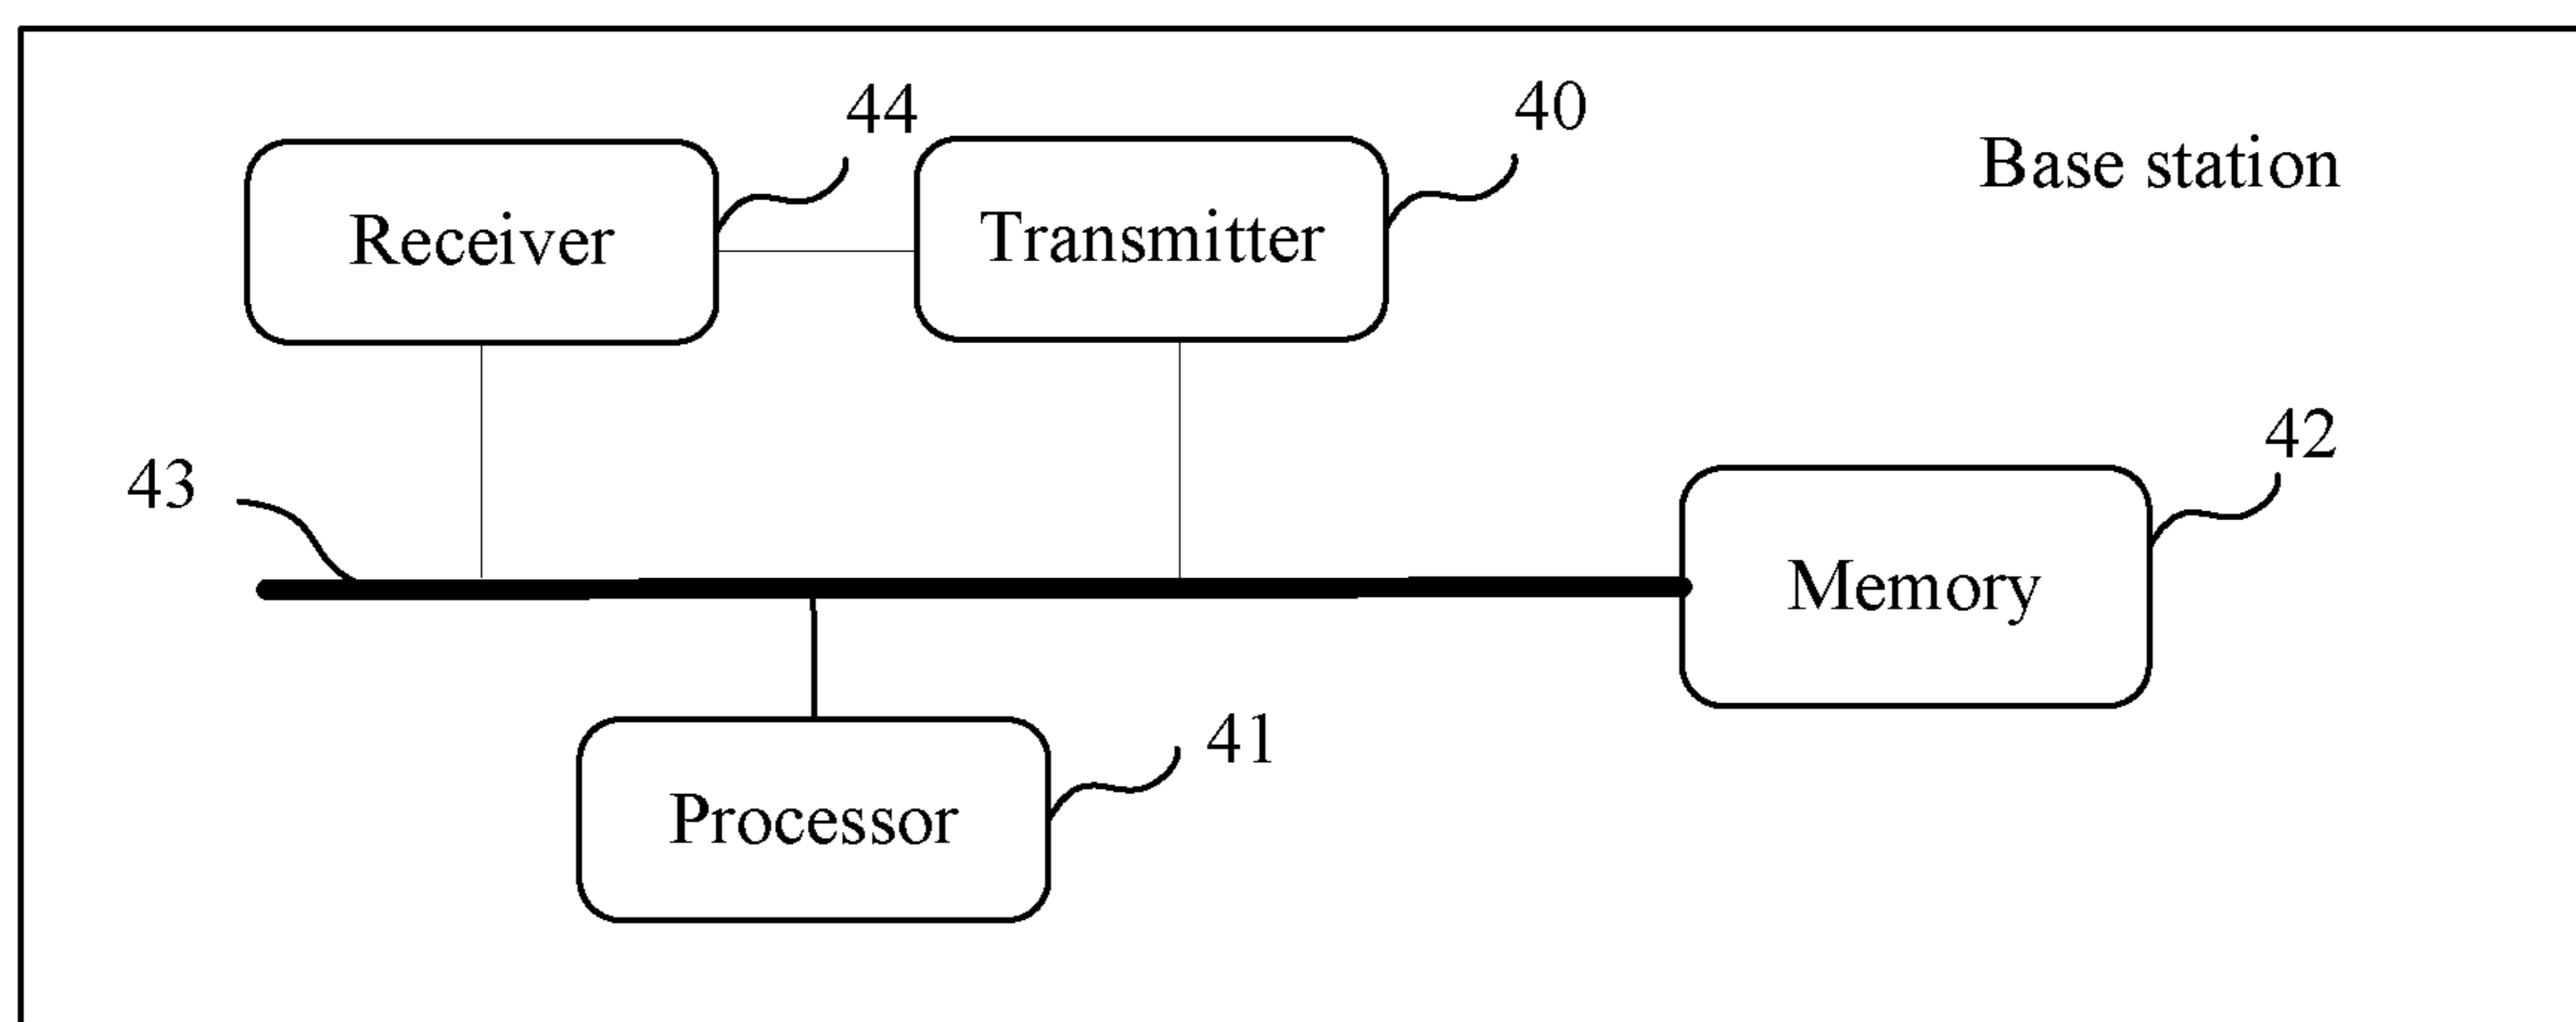 44
40
Base station
Receiver
Transmitter
43
42
Memory
41
Processor